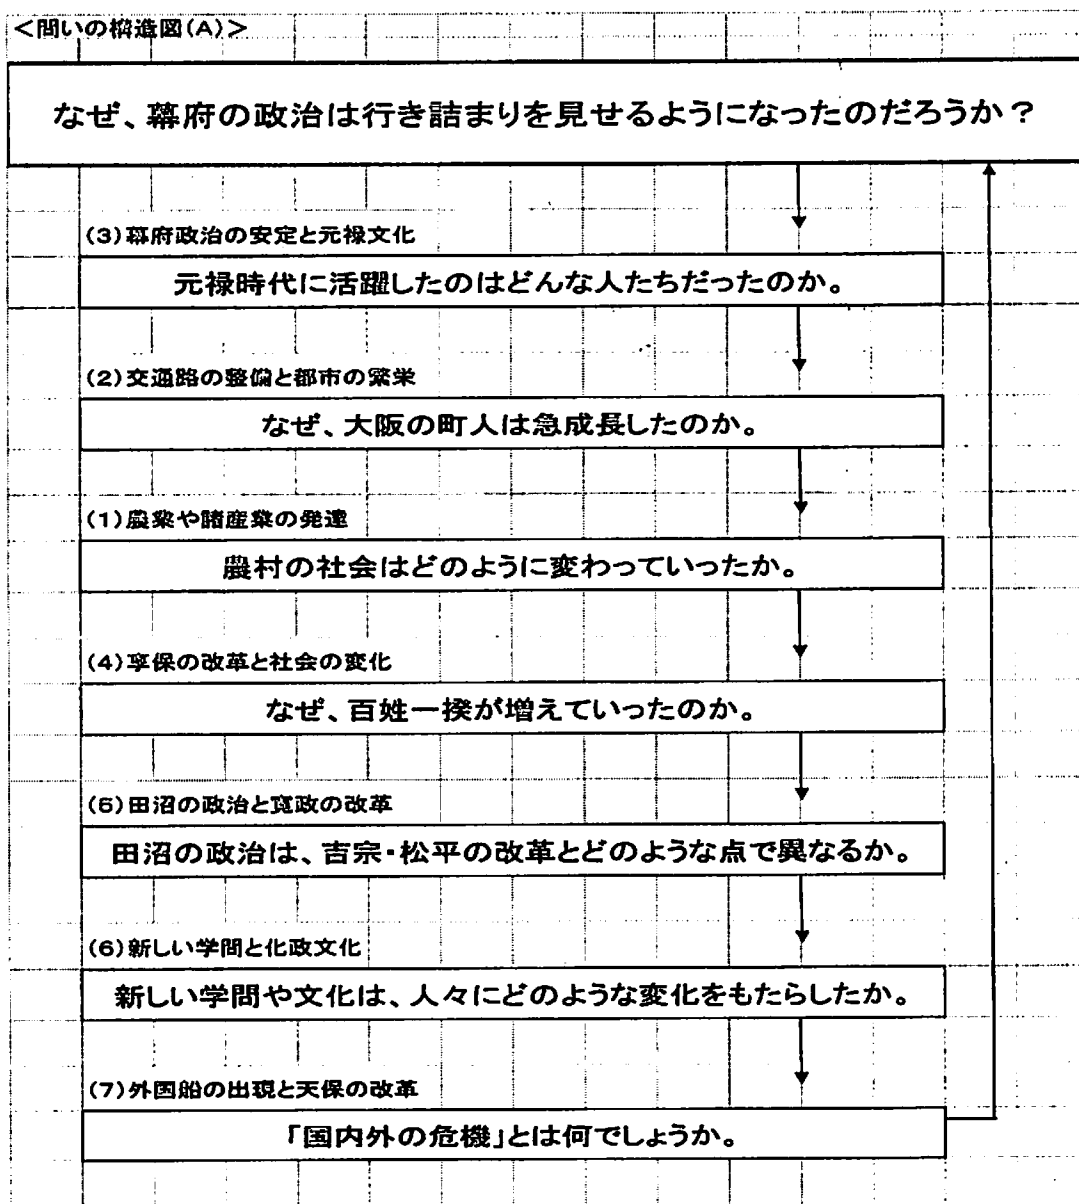 <問いの構造図(A)>
なぜ、幕府の政治は行き詰まりを見せるようになったのだろうか?
(3)幕府政治の安定と元禄文化
元禄時代に活躍したのはどんな人たちだったのか。
(2)交通路の整備と都市の繁栄
なぜ、大阪の町人は急成長したのか。
(1)農業や諸産業の発達
農村の社会はどのように変わっていったか。
(4)享保の改革と社会の変化
なぜ、百姓一揆が増えていったのか。
(5)田沼の政治と寛政の改革
田沼の政治は、吉宗・松平の改革とどのような点で異なるか。
(6)新しい学問と化政文化
新しい学問や文化は、人々にどのような変化をもたらしたか。
(7)外国船の出現と天保の改革
「国内外の危機」とは何でしょうか。